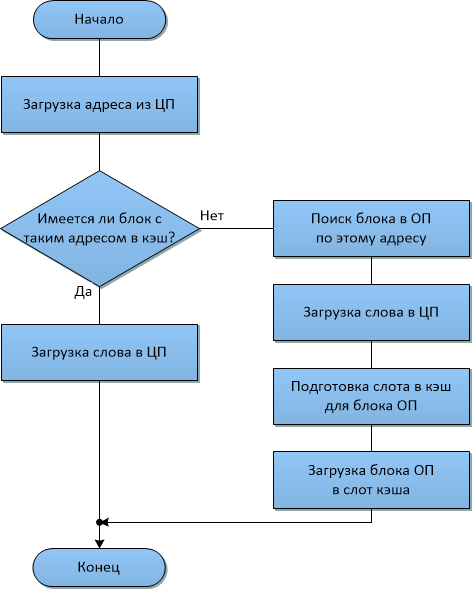 Начало
Загрузка адреса из ЦП
Имеется ли блок с
таким адресом в кэш?
Нет
Да
Поиск блока в ОП
по этому адресу
Загрузка слова в ЦП
Загрузка слова в ЦП
Подготовка слота в кэш
для блока ОП
Загрузка блока ОП
в слот кэша
Конец